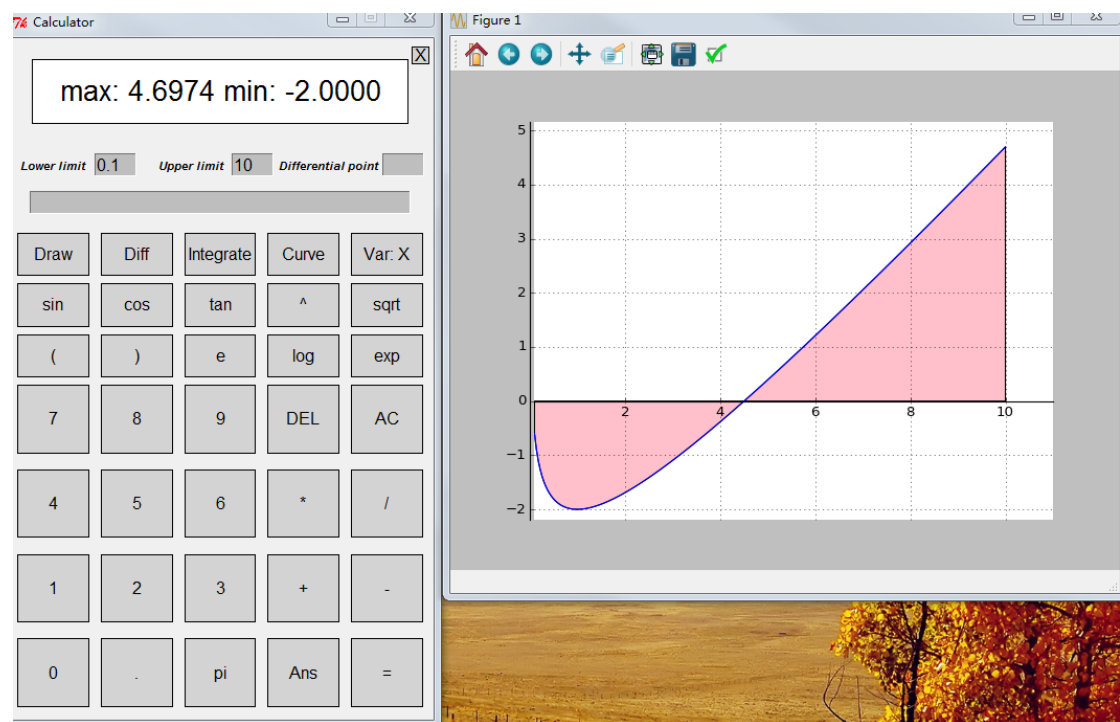 7% Calculator
X
max: 4.6974 min: -2.0000
Lower limit 0.1 Upper limit 10 Differential point
Draw Diff Integrate Curve Var: X
sin cos tan ^ sqrt
( ) e log exp
7 8 9 DEL AC
4 5 6 * /
1 2 3 + -
0 . pi Ans =
Figure 1
5
4
3
2
1
0
−1
−2
2 4 6 8 10